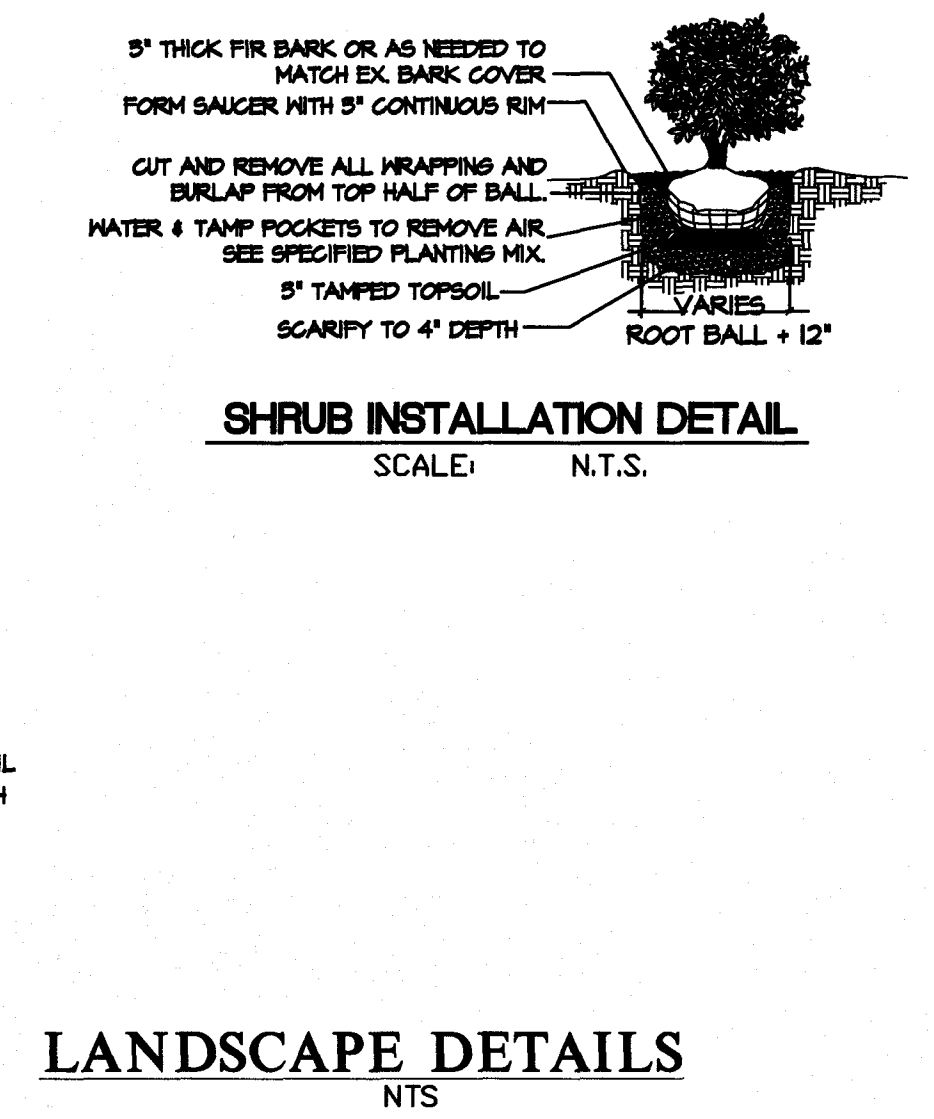 3" THICK FIR BARK OR AS NEEDED TO
MATCH EX. BARK COVER
FORM SAUCER WITH 3" CONTINUOUS RIM
CUT AND REMOVE ALL WRAPPING AND
BURLAP FROM TOP HALF OF BALL.
WATER & TAMP POCKETS TO REMOVE AIR
SEE SPECIFIED PLANTING MIX.
3" TAMPED TOPSOIL
SCARIFY TO 4" DEPTH
VARIES
ROOT BALL + 12"
SHRUB INSTALLATION DETAIL
SCALE: N.T.S.
IL
H
LANDSCAPE DETAILS
NTS